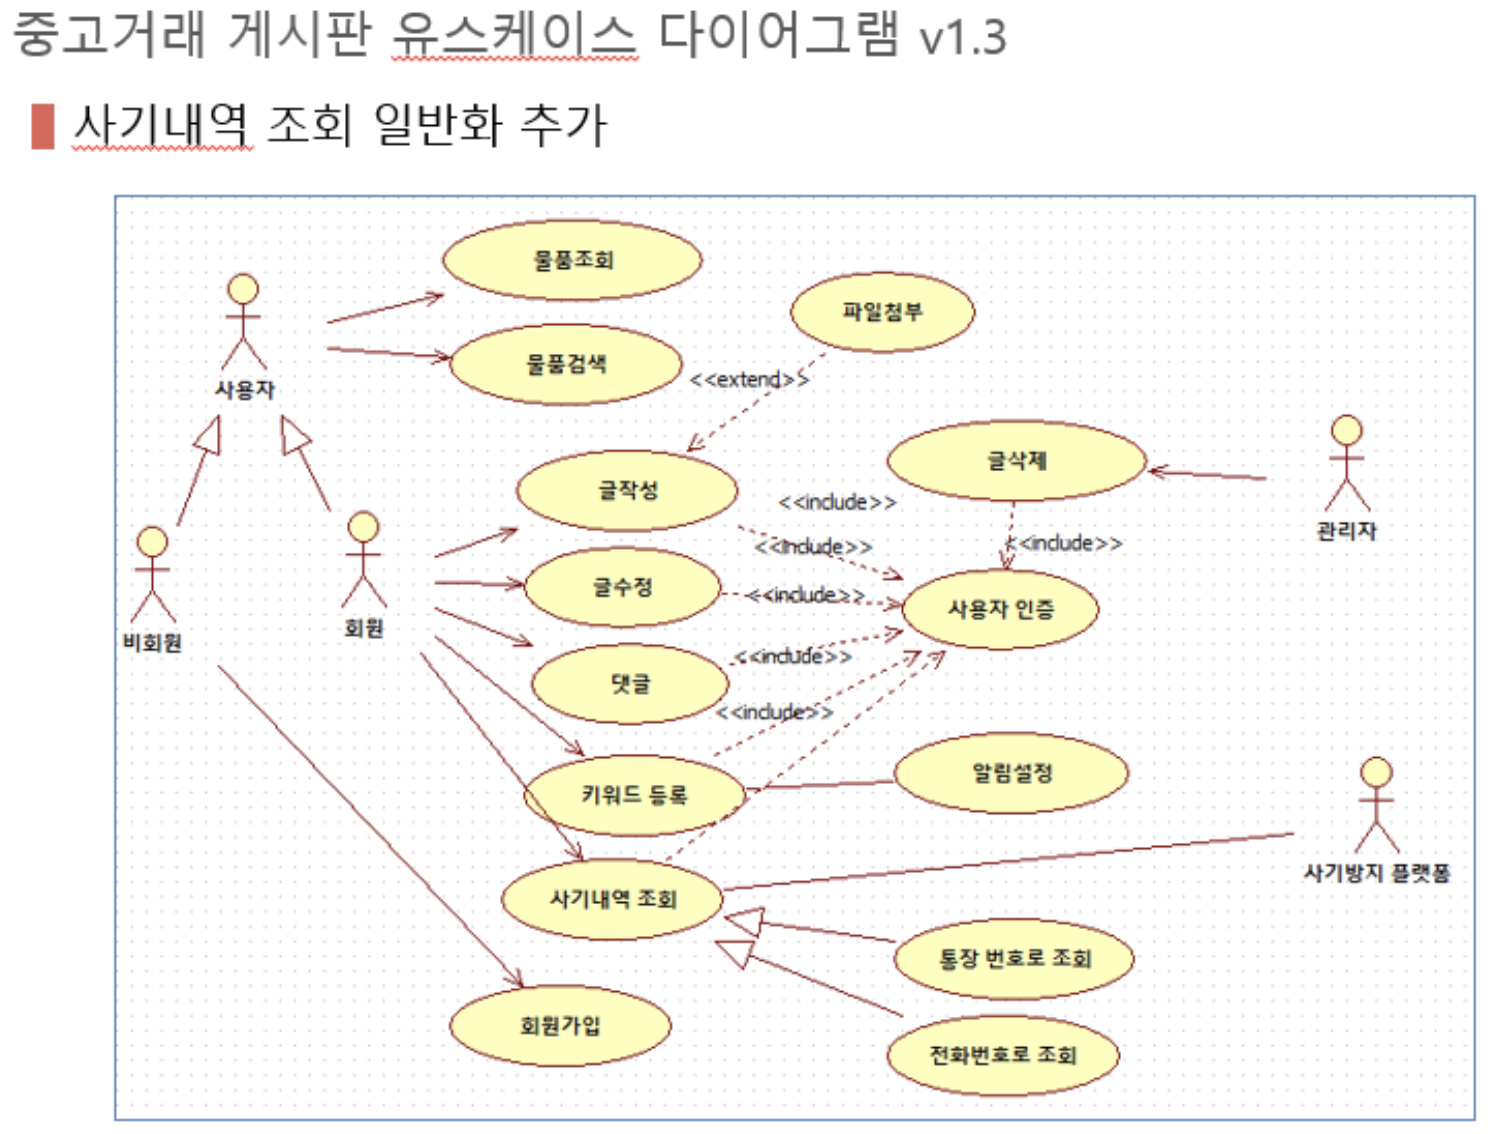 중고거래 게시판 유스케이스 다이어그램 v1.3
사기내역 조회 일반화 추가
물품조회
파일첨부
물품검색
<<extend>>
사용자
글삭제
글작성
<<include>>
관리자
<<include>>
<<include>>
글수정
<<include>>
사용자 인증
회원
비회원
<<include>>
댓글
<<include>>
알림설정
키워드 등록
사기방지 플랫폼
사기내역 조회
통장 번호로 조회
회원가입
전화번호로 조회